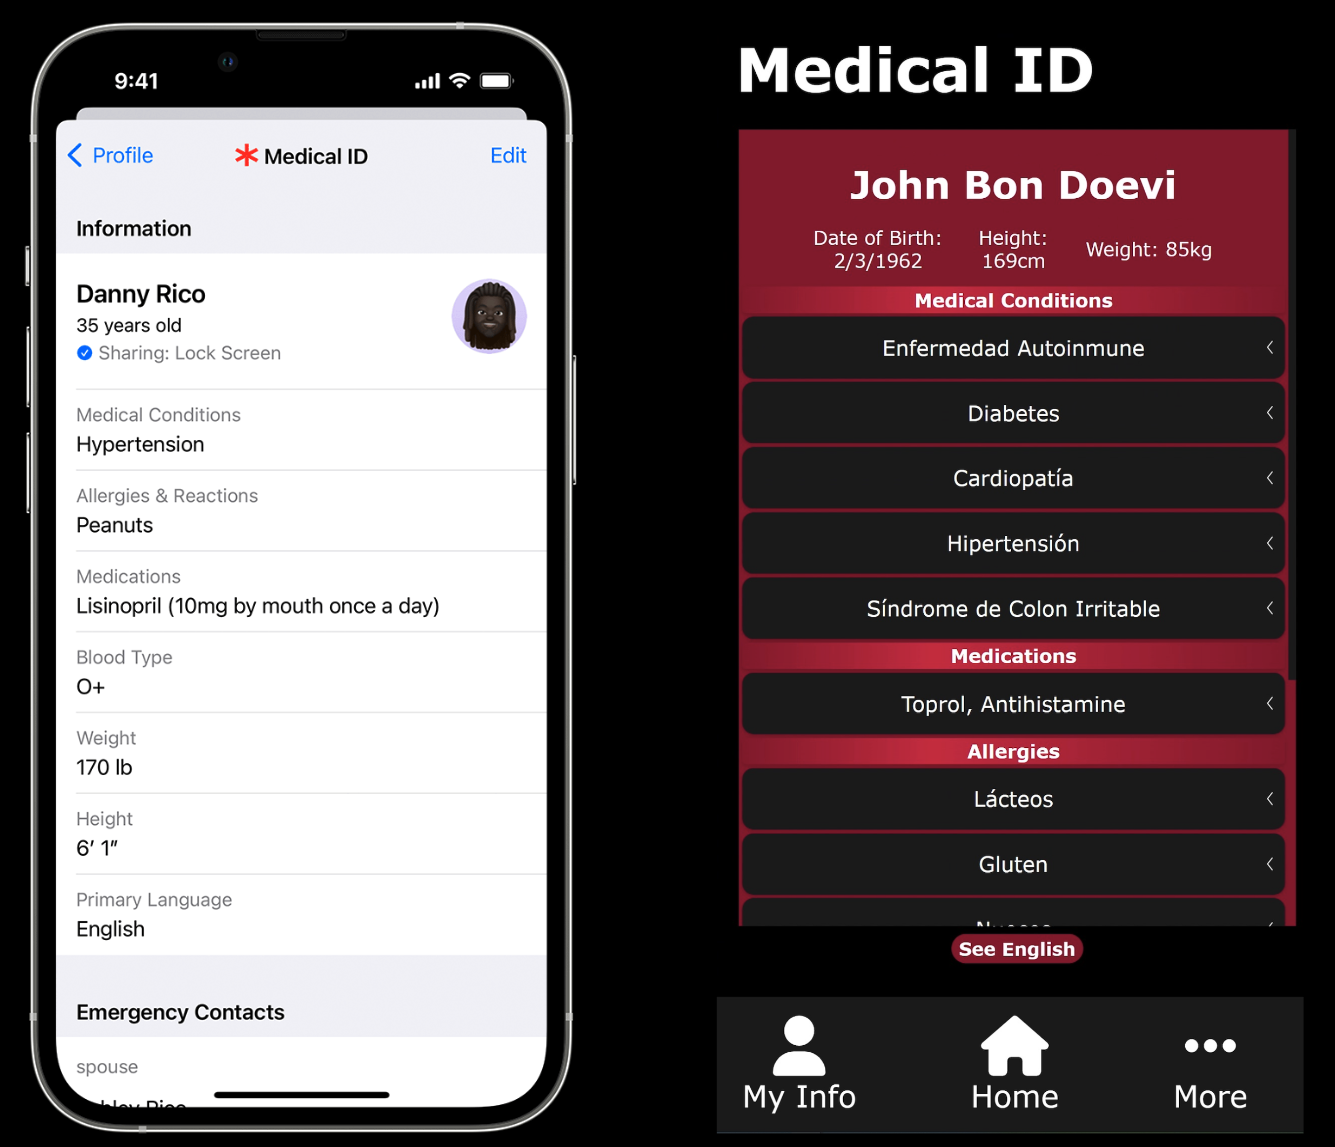 9:41
Profile
Medical ID
Edit
Information
Danny Rico
35 years old
Sharing: Lock Screen
Medical Conditions
Hypertension
Allergies & Reactions
Peanuts
Medications
Lisinopril (10mg by mouth once a day)
Blood Type
O+
Weight
170 lb
Height
6’ 1”
Primary Language
English
Emergency Contacts
spouse
Medical ID
John Bon Doevi
Date of Birth:
2/3/1962
Height:
169cm
Weight: 85kg
Medical Conditions
Enfermedad Autoinmune
Diabetes
Cardiopatía
Hipertensión
Síndrome de Colon Irritable
Medications
Toprol, Antihistamine
Allergies
Lácteos
Gluten
See English
My Info
Home
More